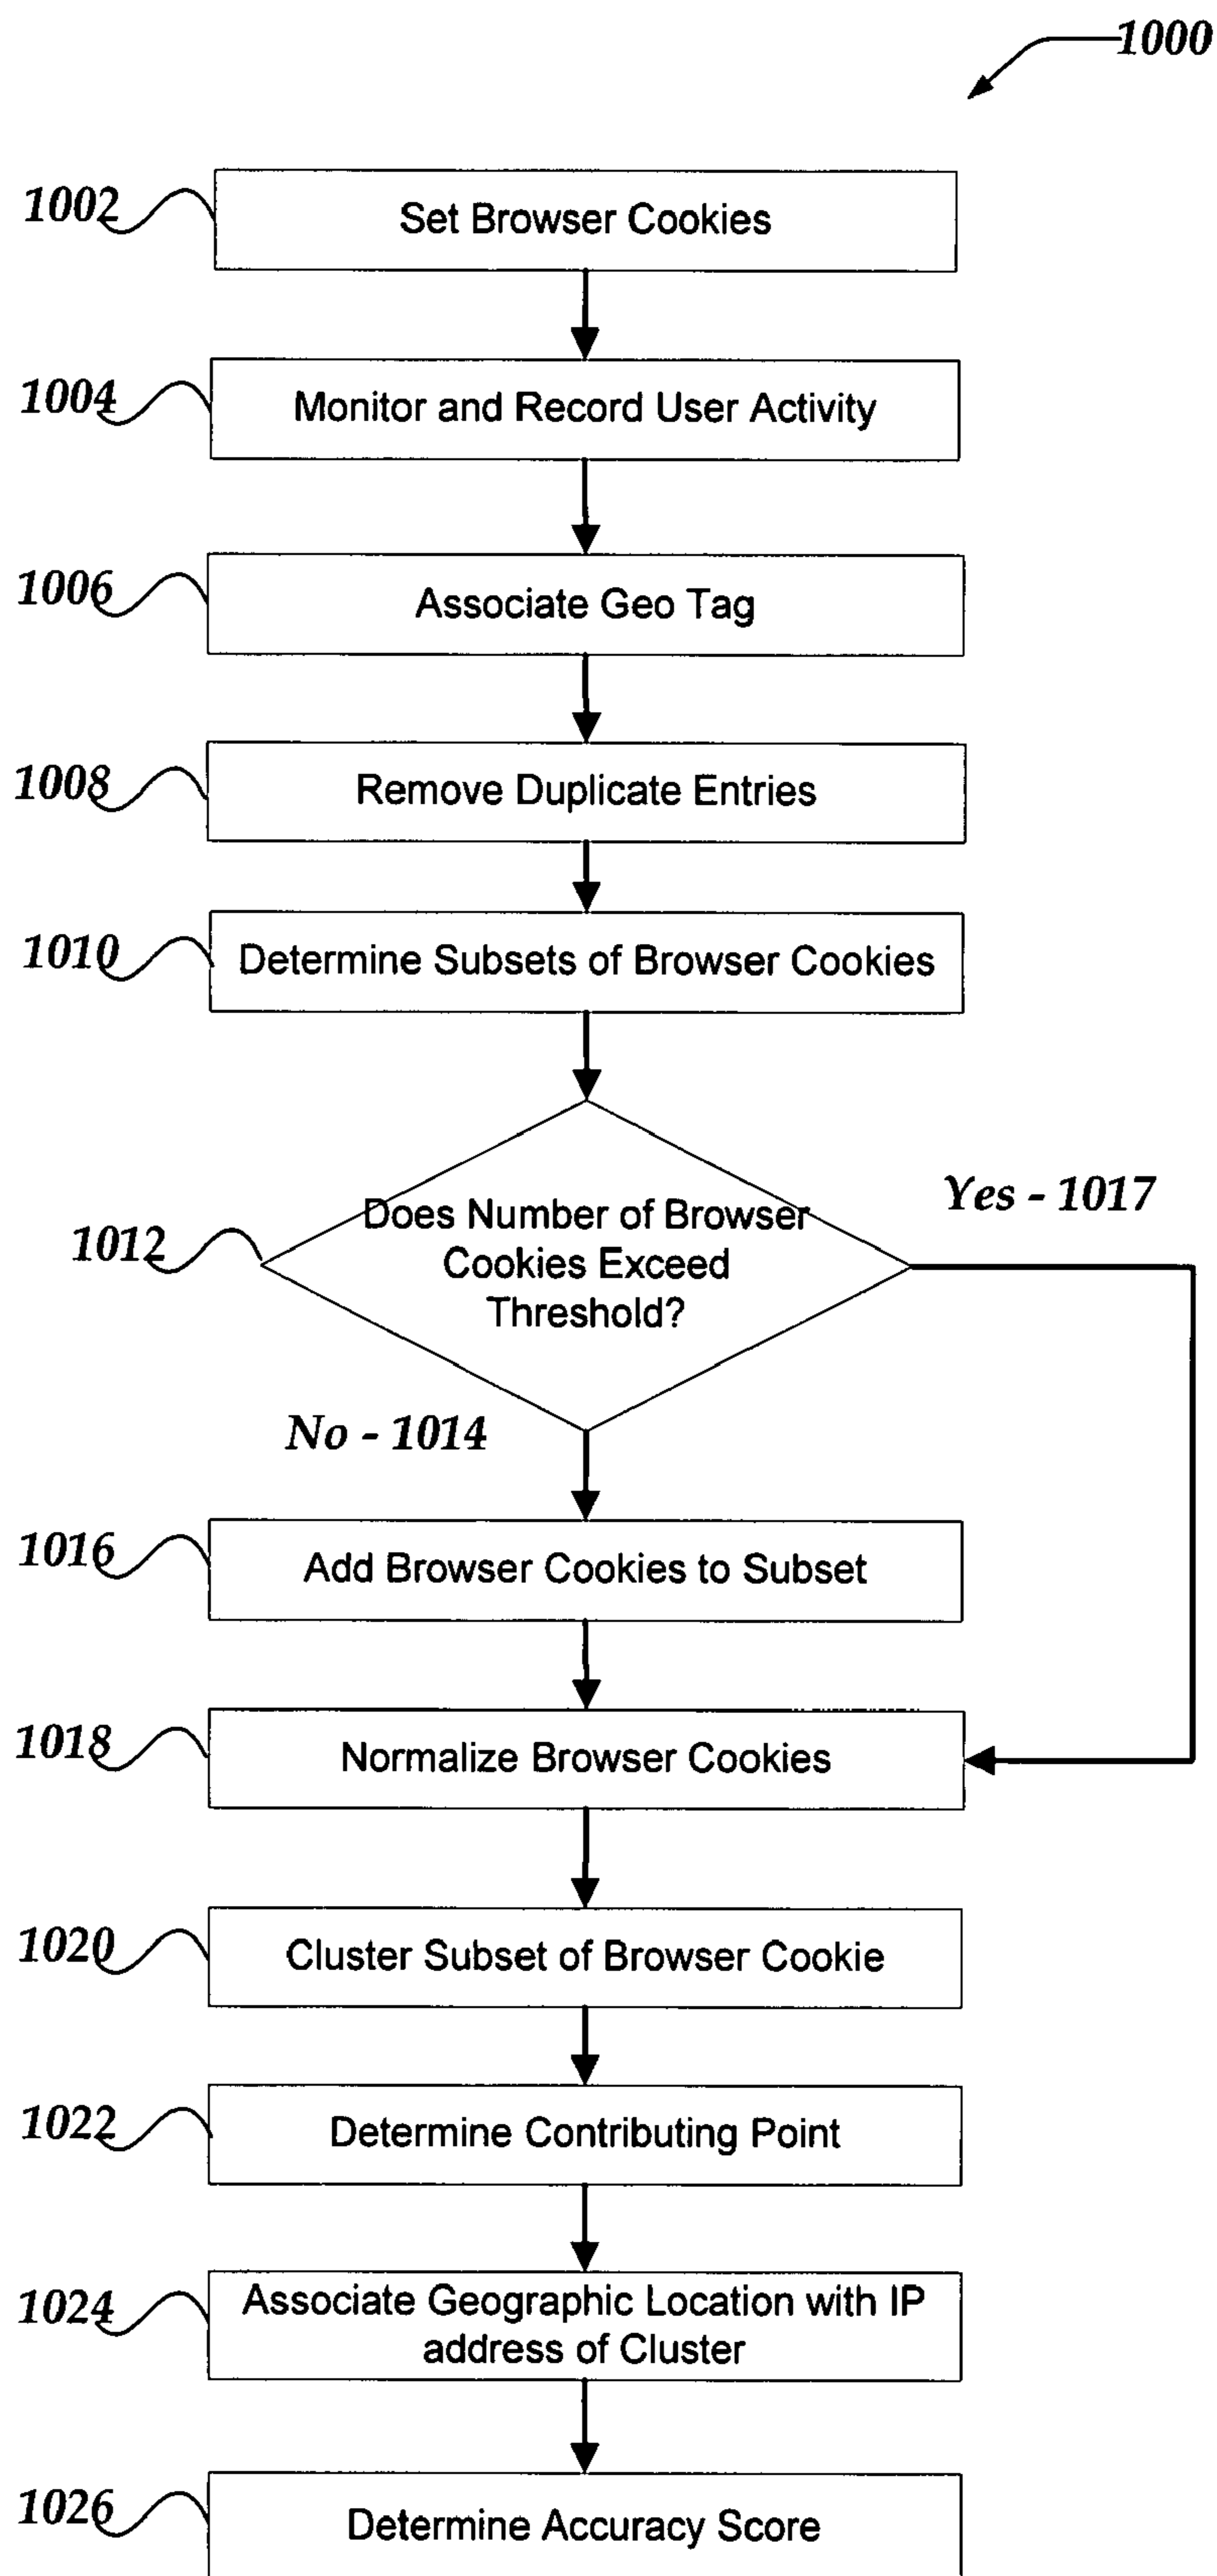 1000
1002
Set Browser Cookies
1004
Monitor and Record User Activity
1006
Associate Geo Tag
1008
Remove Duplicate Entries
1010
Determine Subsets of Browser Cookies
1012
Does Number of Browser
Cookies Exceed
Threshold?
Yes - 1017
No - 1014
1016
Add Browser Cookies to Subset
1018
Normalize Browser Cookies
1020
Cluster Subset of Browser Cookie
1022
Determine Contributing Point
1024
Associate Geographic Location with IP
address of Cluster
1026
Determine Accuracy Score